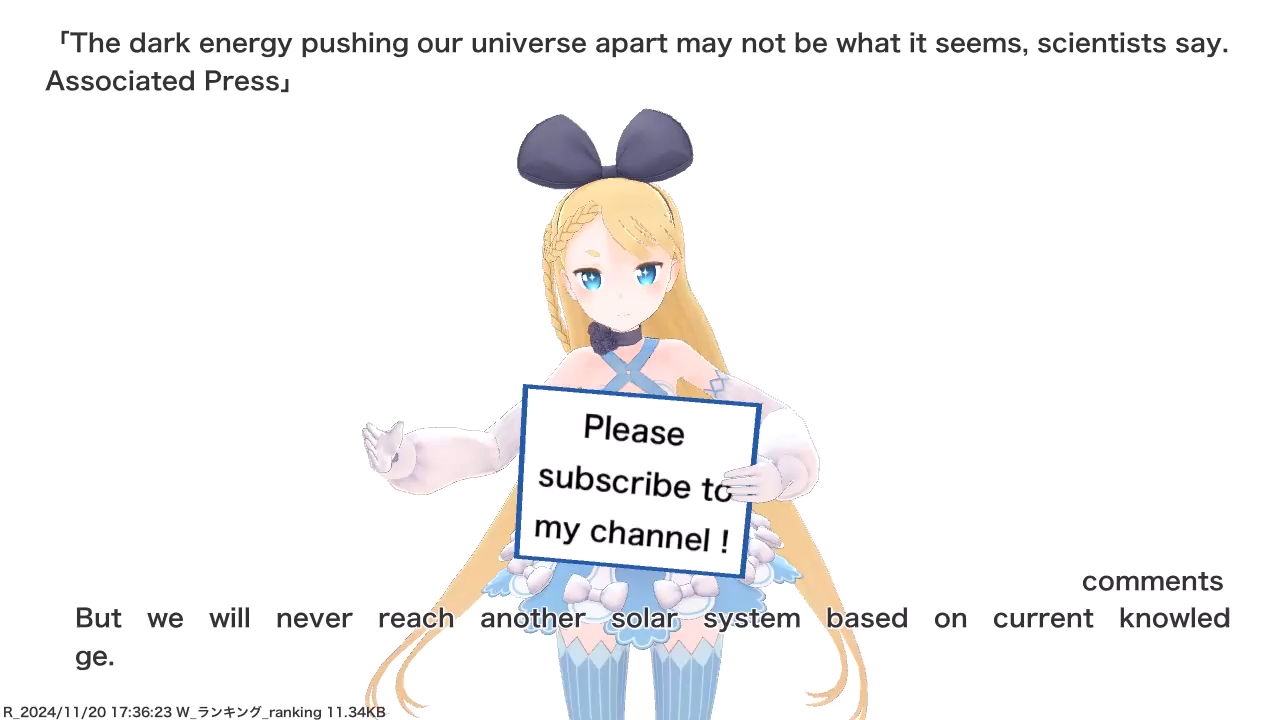 「The dark energy pushing our universe apart may not be what it seems, scientists say.
Associated Press」
Please
subscribe to
my channel !
comments
But we will never reach another solar system based on current knowled
ge.
R_2024/11/20 17:36:23 W_ランキング_ranking 11.34KB